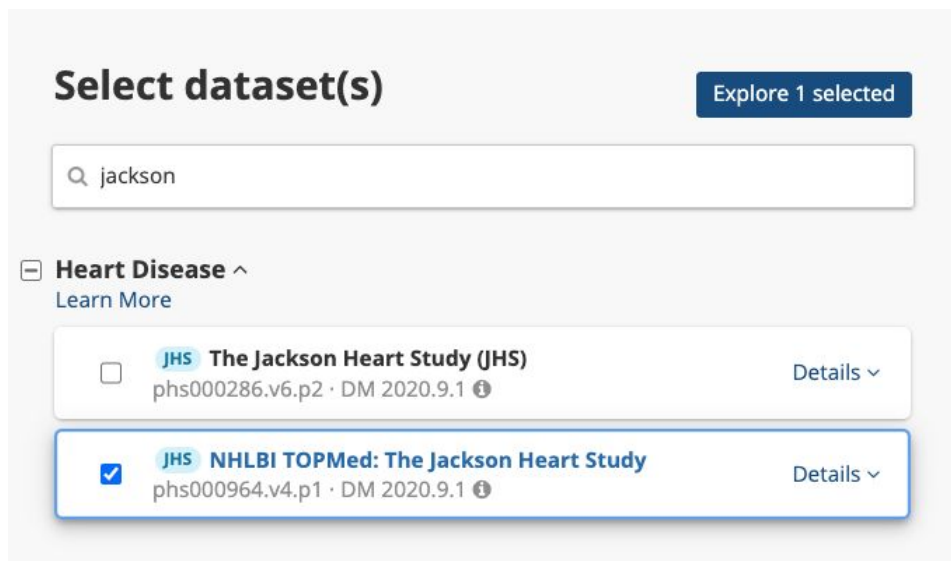 Select dataset(s)
Explore 1 selected
jackson
Heart Disease
Learn More
JHS The Jackson Heart Study (JHS)
phs000286.v6.p2 · DM 2020.9.1
Details
JHS NHLBI TOPMed: The Jackson Heart Study
phs000964.v4.p1 · DM 2020.9.1
Details